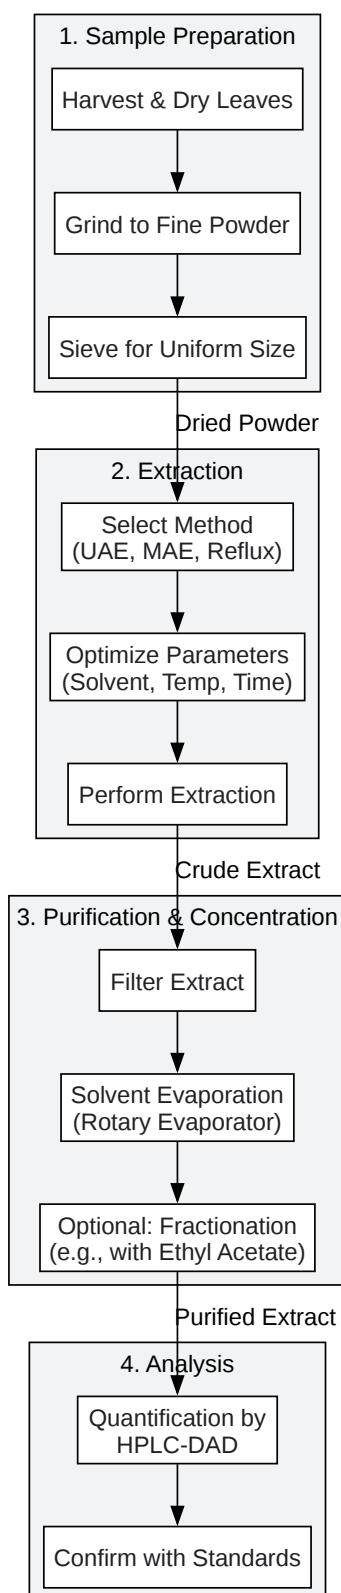 1. Sample Preparation
Harvest & Dry Leaves
Grind to Fine Powder
Sieve for Uniform Size
Dried Powder
2. Extraction
Select Method
(UAE, MAE, Reflux)
Optimize Parameters
(Solvent, Temp, Time)
Perform Extraction
Crude Extract
3. Purification & Concentration
Filter Extract
Solvent Evaporation
(Rotary Evaporator)
Optional: Fractionation
(e.g., with Ethyl Acetate)
Purified Extract
4. Analysis
Quantification by
HPLC-DAD
Confirm with Standards